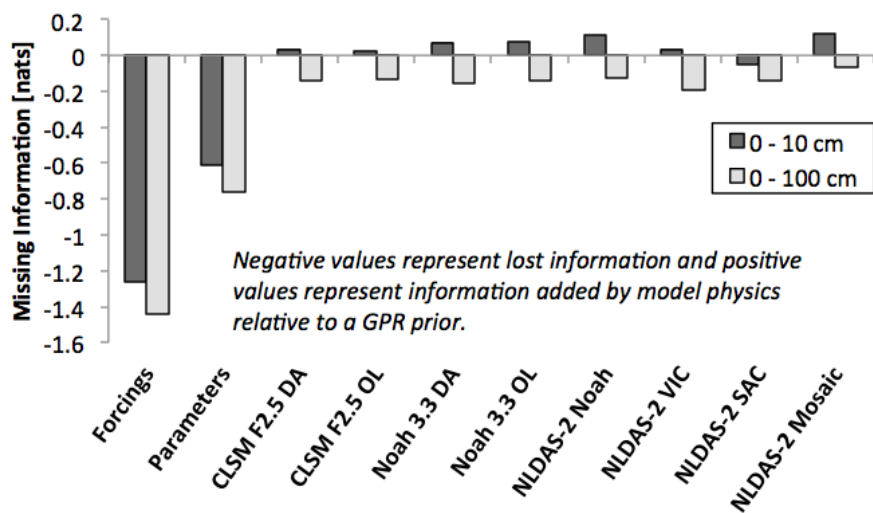 Missing Information [nats]
0.2
0
-0.2
-0.4
-0.6
-0.8
-1
-1.2
-1.4
-1.6
0 - 10 cm
0 - 100 cm
Negative values represent lost information and positive
values represent information added by model physics
relative to a GPR prior.
Forcings
Parameters
CLSM F2.5 DA
CLSM F2.5 OL
Noah 3.3 DA
Noah 3.3 OL
NLDAS-2 Noah
NLDAS-2 VIC
NLDAS-2 SAC
NLDAS-2 Mosaic